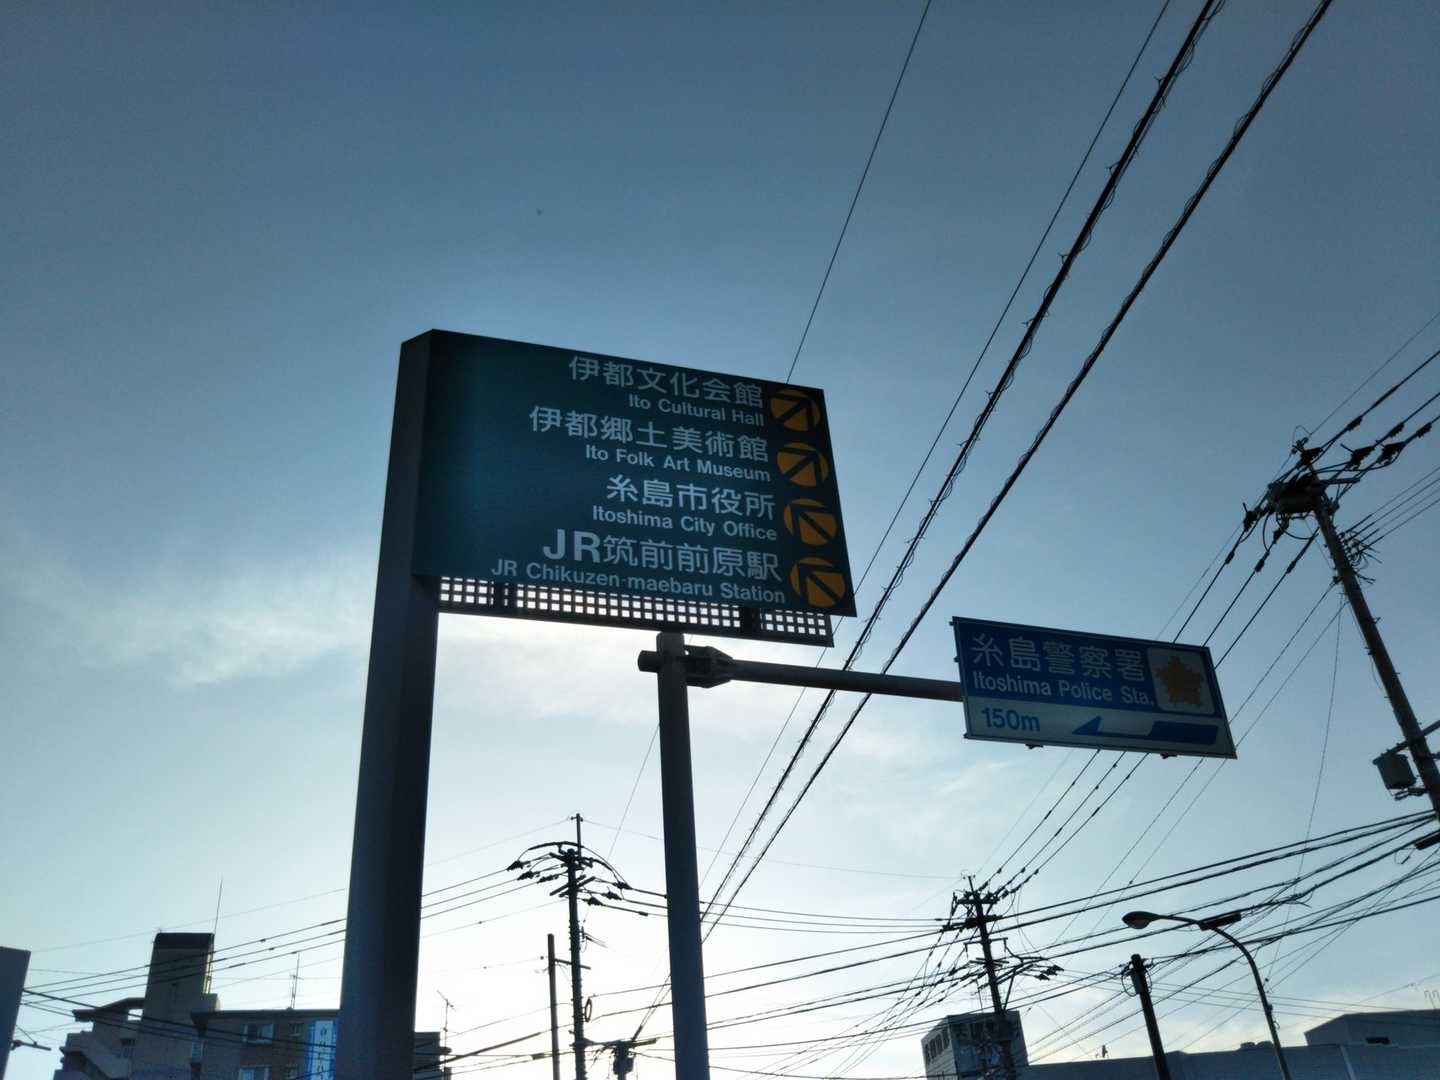 伊都文化会館
Ito Cultural Hall
伊都郷土美術館
Ito Folk Art Museum
糸島市役所
Itoshima City Office
JR筑前前原駅
JR Chikuzen-maebaru Station
糸島警察署
Itoshima Police Sta.
150m